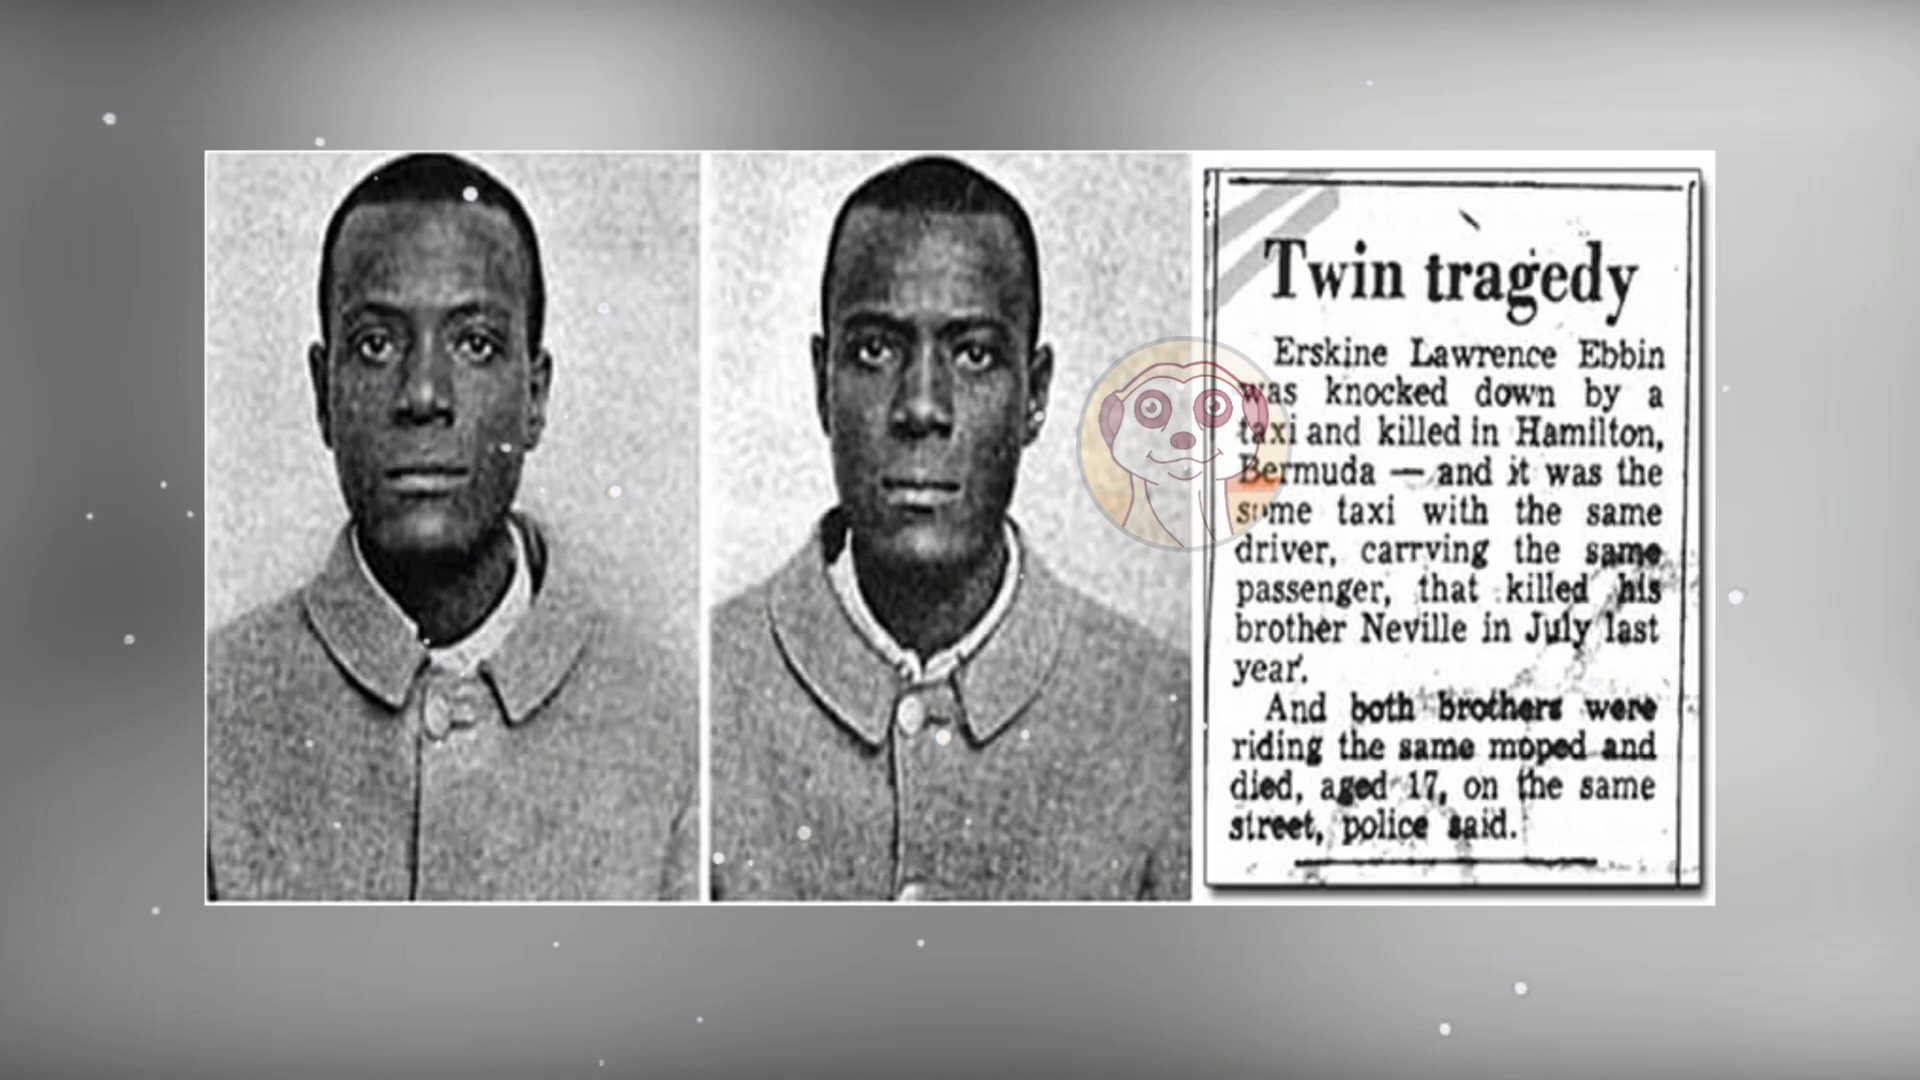 Twin tragedy
Erskine Lawrence Ebbin
was knocked down by a
taxi and killed in Hamilton,
Bermuda — and it was the
same taxi with the same
driver, carrying the same
passenger, that killed his
brother Neville in July last
year.
And both brothers were
riding the same moped and
died, aged 17, on the same
street, police said.